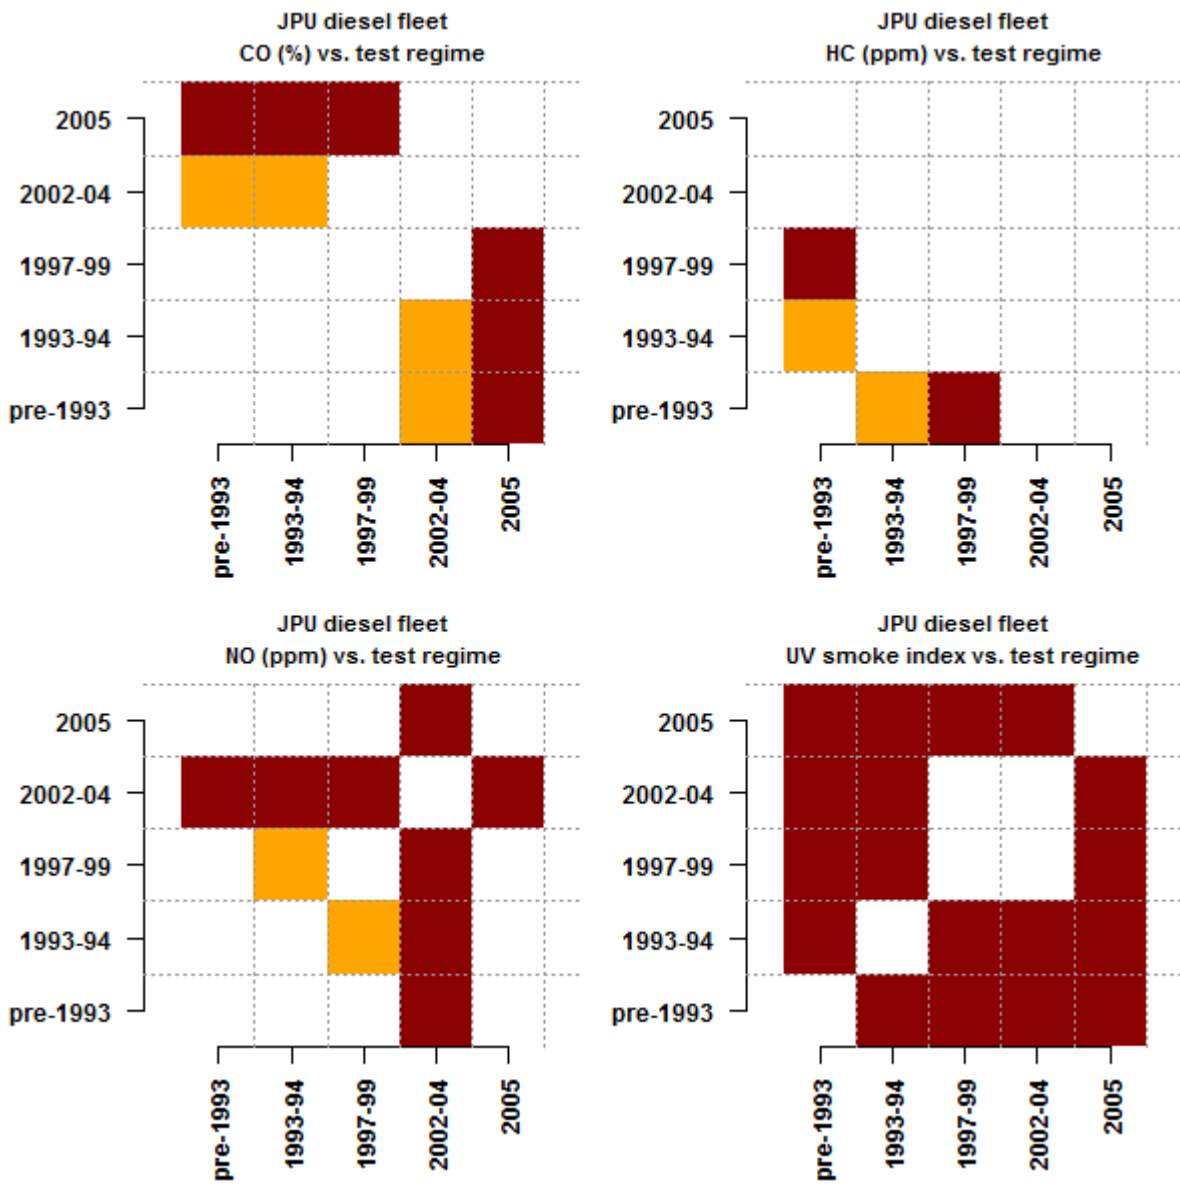 JPU diesel fleet
CO (%) vs. test regime
2005
2002-04
1997-99
1993-94
pre-1993
pre-1993
1993-94
1997-99
2002-04
2005
JPU diesel fleet
HC (ppm) vs. test regime
2005
2002-04
1997-99
1993-94
pre-1993
pre-1993
1993-94
1997-99
2002-04
2005
JPU diesel fleet
NO (ppm) vs. test regime
2005
2002-04
1997-99
1993-94
pre-1993
pre-1993
1993-94
1997-99
2002-04
2005
JPU diesel fleet
UV smoke index vs. test regime
2005
2002-04
1997-99
1993-94
pre-1993
pre-1993
1993-94
1997-99
2002-04
2005